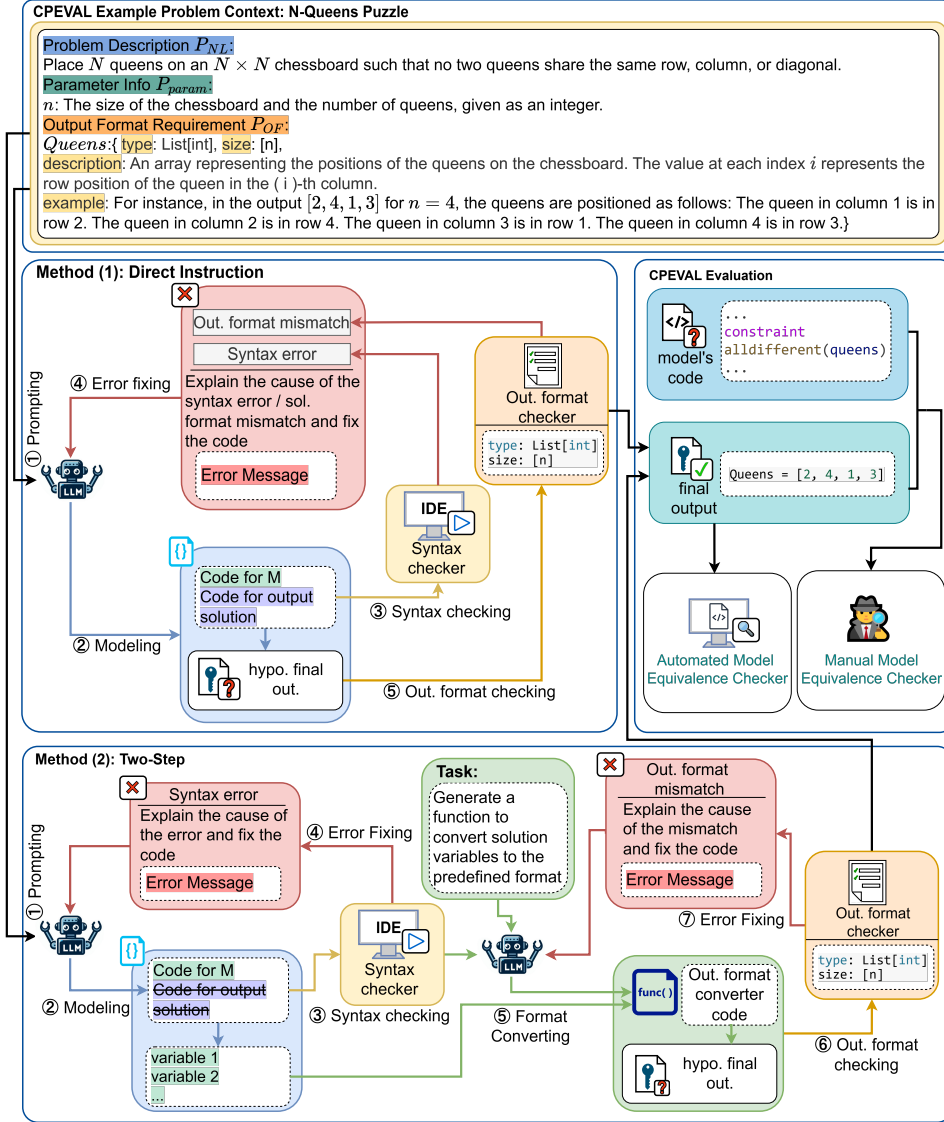 CPEVAL Example Problem Context: N-Queens Puzzle
Problem Description P_{NL}:
Place N queens on an N × N chessboard such that no two queens share the same row, column, or diagonal.
Parameter Info P_{param}:
n: The size of the chessboard and the number of queens, given as an integer.
Output Format Requirement P_{OF}:
Queens:{ type: List[int], size: [n],
description: An array representing the positions of the queens on the chessboard. The value at each index i represents the
row position of the queen in the ( i )-th column.
example: For instance, in the output [2, 4, 1, 3] for n = 4, the queens are positioned as follows: The queen in column 1 is in
row 2. The queen in column 2 is in row 4. The queen in column 3 is in row 1. The queen in column 4 is in row 3.}
Method (1): Direct Instruction
Out. format mismatch
Syntax error
Explain the cause of the
syntax error / sol.
format mismatch and fix
the code
Error Message
④ Error fixing
① Prompting
LLM
② Modeling
{}
Code for M
Code for output
solution
hypo. final
out.
?
IDE
Syntax
checker
③ Syntax checking
⑤ Out. format checking
Out. format
checker
type: List[int]
size: [n]
CPEVAL Evaluation
</>
?
model's
code
...
constraint
alldifferent(queens)
...
final
output
Queens = [2, 4, 1, 3]
</>
Automated Model
Equivalence Checker
Manual Model
Equivalence Checker
Method (2): Two-Step
Syntax error
Explain the cause of
the error and fix the
code
Error Message
④ Error Fixing
① Prompting
LLM
② Modeling
{}
Code for M
Code for output
solution
variable 1
variable 2
...
IDE
Syntax
checker
③ Syntax checking
Task:
Generate a
function to
convert solution
variables to the
predefined format
LLM
⑤ Format
Converting
Out. format
mismatch
Explain the cause
of the mismatch
and fix the code
Error Message
⑦ Error Fixing
func()
Out. format
converter
code
hypo. final
out.
?
Out. format
checker
type: List[int]
size: [n]
⑥ Out. format
checking